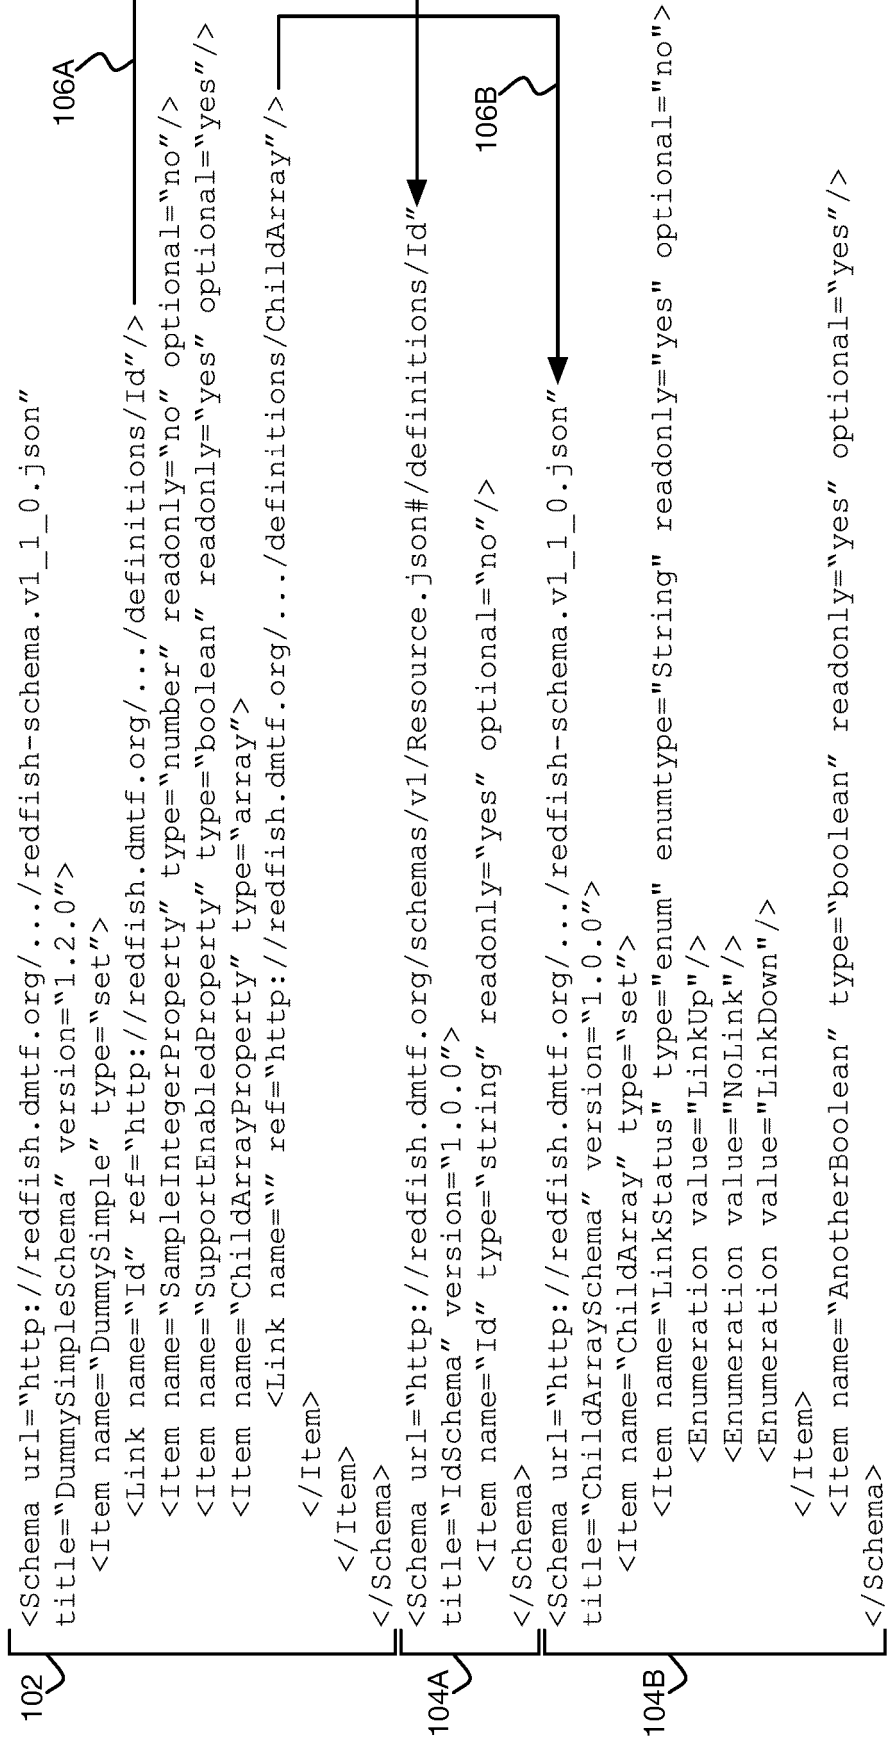 102
<Schema url=‟http://redfish.dmtf.org/.../redfish-schema.v1_1_0.json”
title=‟DummySimpleSchema” version=‟1.2.0”>
<Item name=‟DummySimple” type=‟set”>
<Link name=‟Id” ref=‟http://redfish.dmtf.org/.../definitions/Id”/>
106A
<Item name=‟SampleIntegerProperty” type=‟number” readonly=‟no” optional=‟no”/>
<Item name=‟SupportEnabledProperty” type=‟boolean” readonly=‟yes” optional=‟yes”/>
<Item name=‟ChildArrayProperty” type=‟array”>
<Link name=‟” ref=‟http://redfish.dmtf.org/.../definitions/ChildArray”/>
</Item>
</Item>
</Schema>
104A
<Schema url=‟http://redfish.dmtf.org/schemas/v1/Resource.json#/definitions/Id”
title=‟IdSchema” version=‟1.0.0”>
<Item name=‟Id” type=‟string” readonly=‟yes” optional=‟no”/>
</Schema>
106B
104B
<Schema url=‟http://redfish.dmtf.org/.../redfish-schema.v1_1_0.json”
title=‟ChildArraySchema” version=‟1.0.0”>
<Item name=‟ChildArray” type=‟set”>
<Item name="LinkStatus" type="enum" enumtype="String" readonly="yes" optional="no">
<Enumeration value="LinkUp"/>
<Enumeration value="NoLink"/>
<Enumeration value="LinkDown"/>
</Item>
<Item name=‟AnotherBoolean” type=‟boolean” readonly=‟yes” optional=‟yes”/>
</Schema>